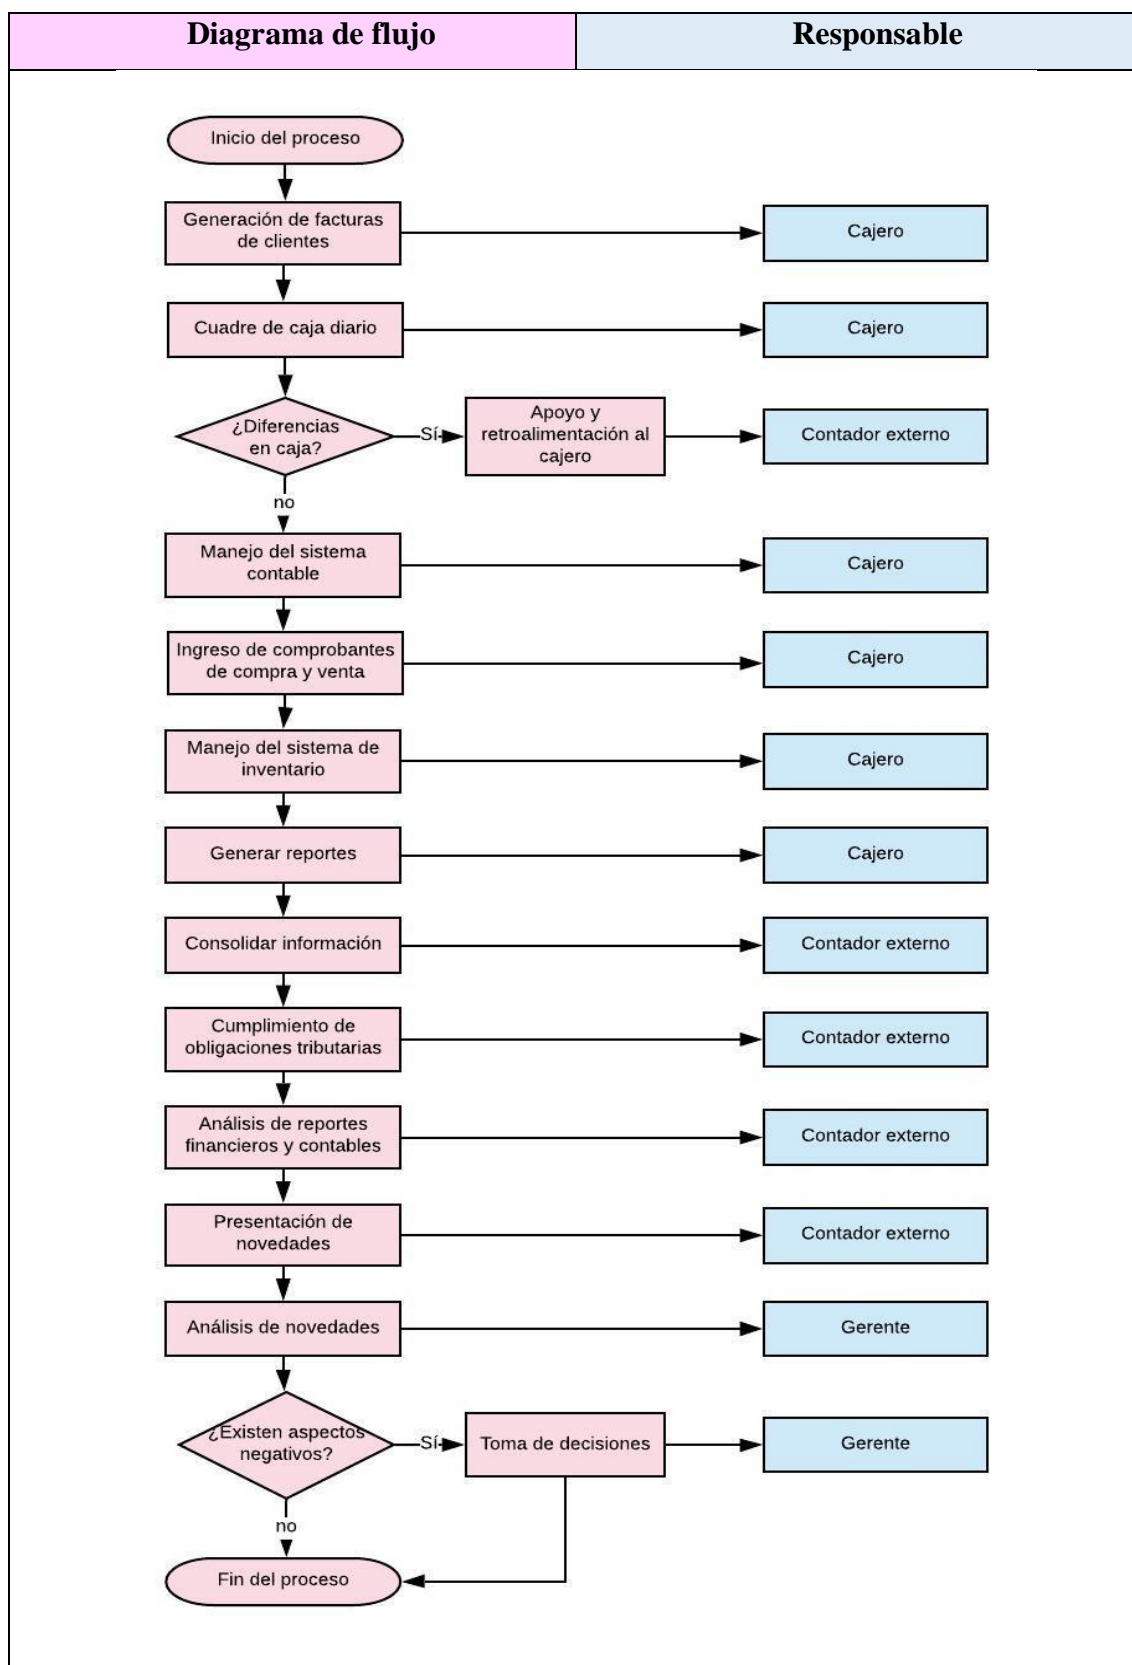 Diagrama de flujo
Responsable
Inicio del proceso
Generación de facturas
de clientes
Cajero
Cuadre de caja diario
Cajero
¿Diferencias
en caja?
Sí
Apoyo y
retroalimentación al
cajero
Contador externo
no
Manejo del sistema
contable
Cajero
Ingreso de comprobantes
de compra y venta
Cajero
Manejo del sistema de
inventario
Cajero
Generar reportes
Cajero
Consolidar información
Contador externo
Cumplimiento de
obligaciones tributarias
Contador externo
Análisis de reportes
financieros y contables
Contador externo
Presentación de
novedades
Contador externo
Análisis de novedades
Gerente
¿Existen aspectos
negativos?
Sí
Toma de decisiones
Gerente
no
Fin del proceso